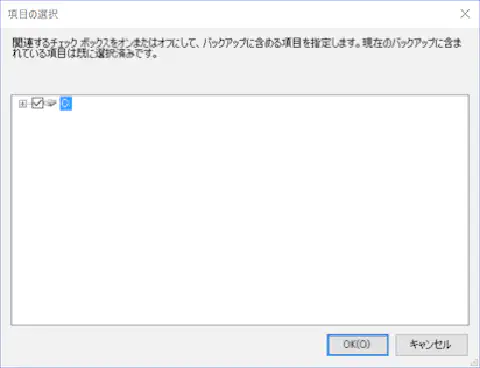 項目の選択
関連するチェック ボックスをオンまたはオフにして、バックアップに含める項目を指定します。現在のバックアップに含ま
れている項目は既に選択済みです。
C:
OK(O)
キャンセル